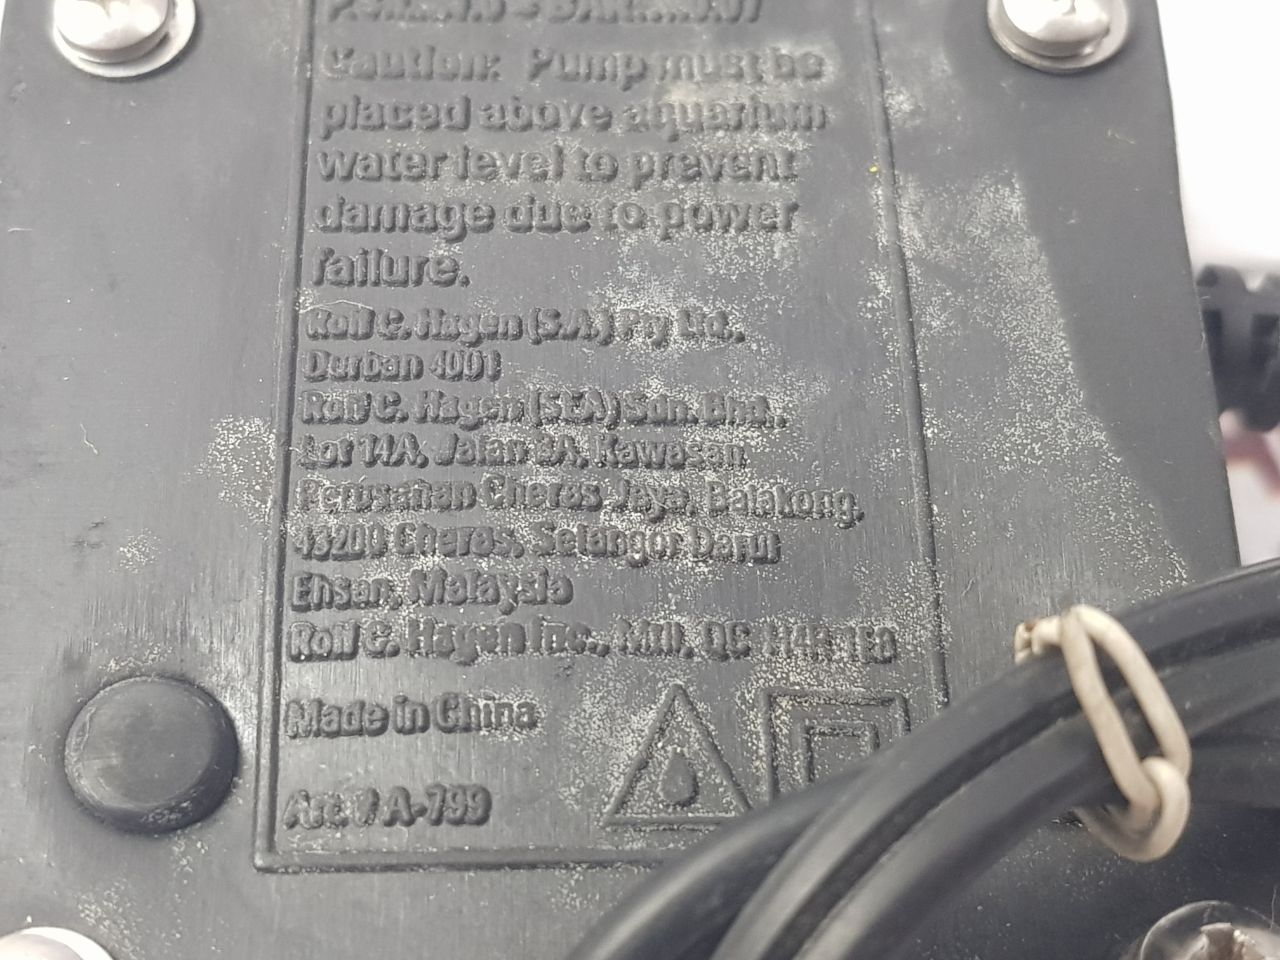 Caution: Pump must be
placed above aquarium
water level to prevent
damage due to power
failure.
Rolf C. Hagen (S.A.) Pty Ltd.,
Durban 4001
Rolf C. Hagen (SEA) Sdn. Bhd.,
Lot 14A, Jalan 3A, Kawasan
Perusahan Cheras Jaya, Balakong,
43200 Cheras, Selangor Darul
Ehsan, Malaysia
Rolf C. Hagen Inc., Mtl, QC
Made in China
Art. # A-799